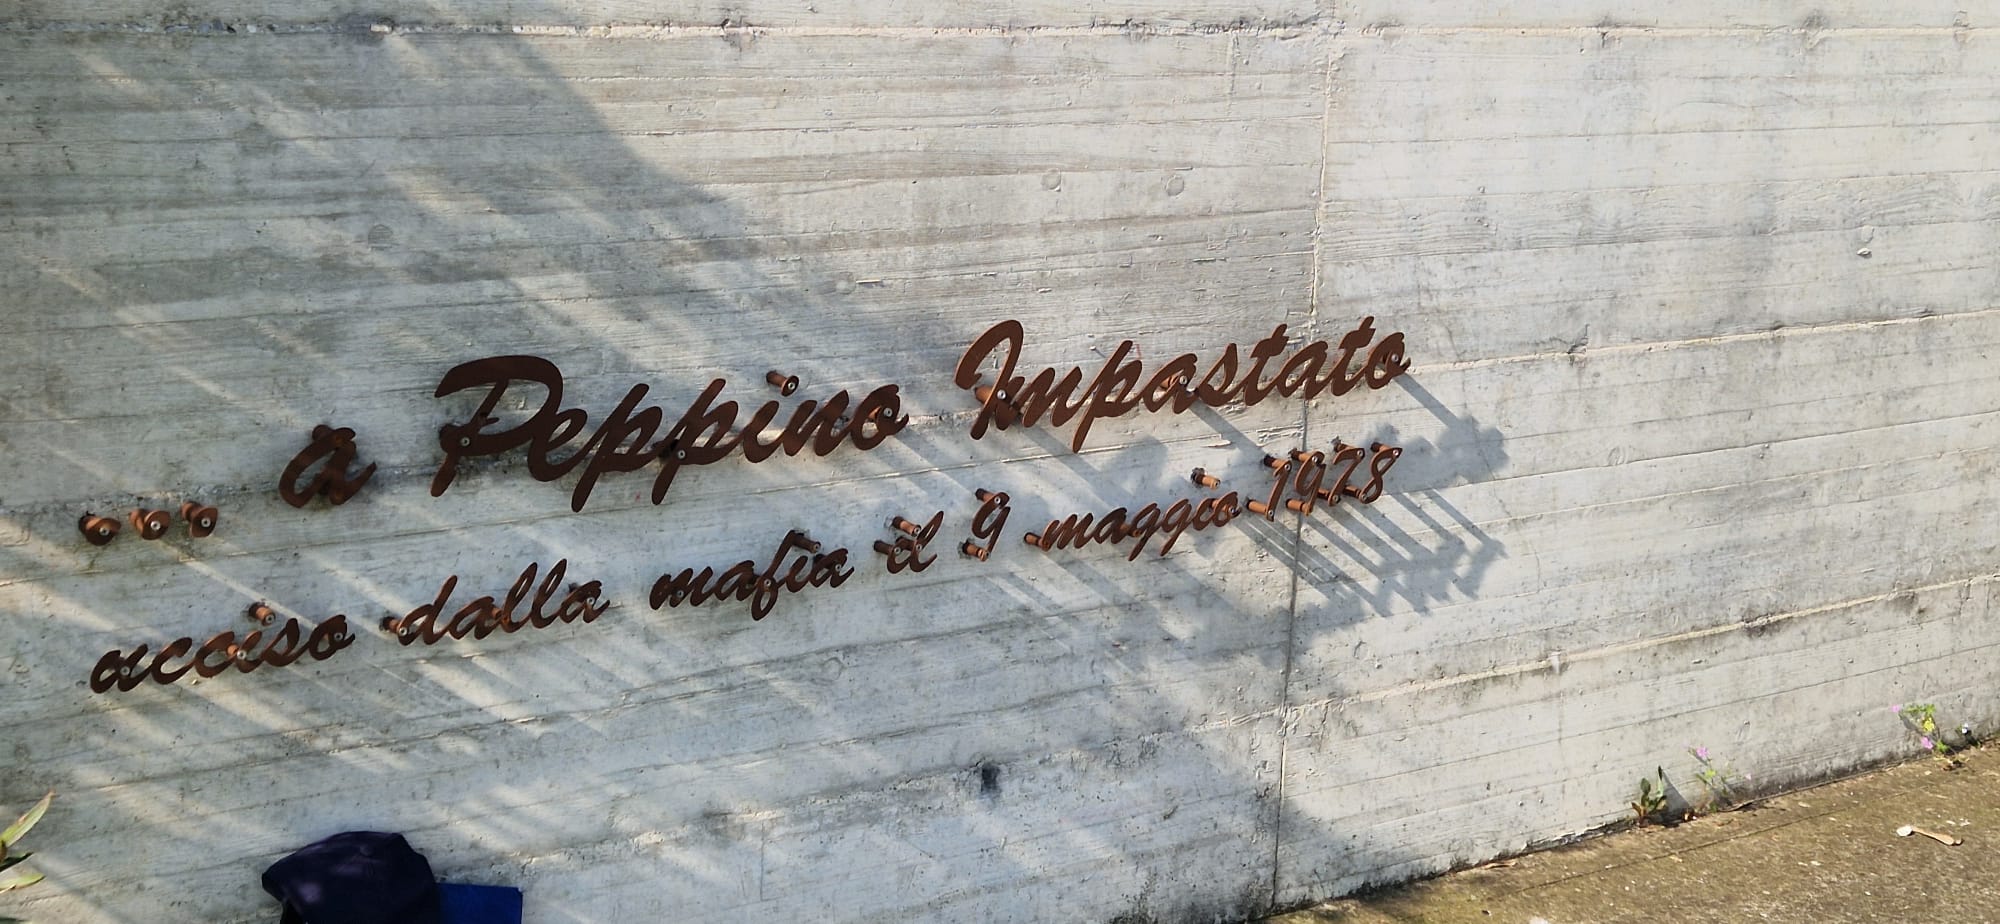 ... a Peppino Impastato
ucciso dalla mafia il 9 maggio 1978